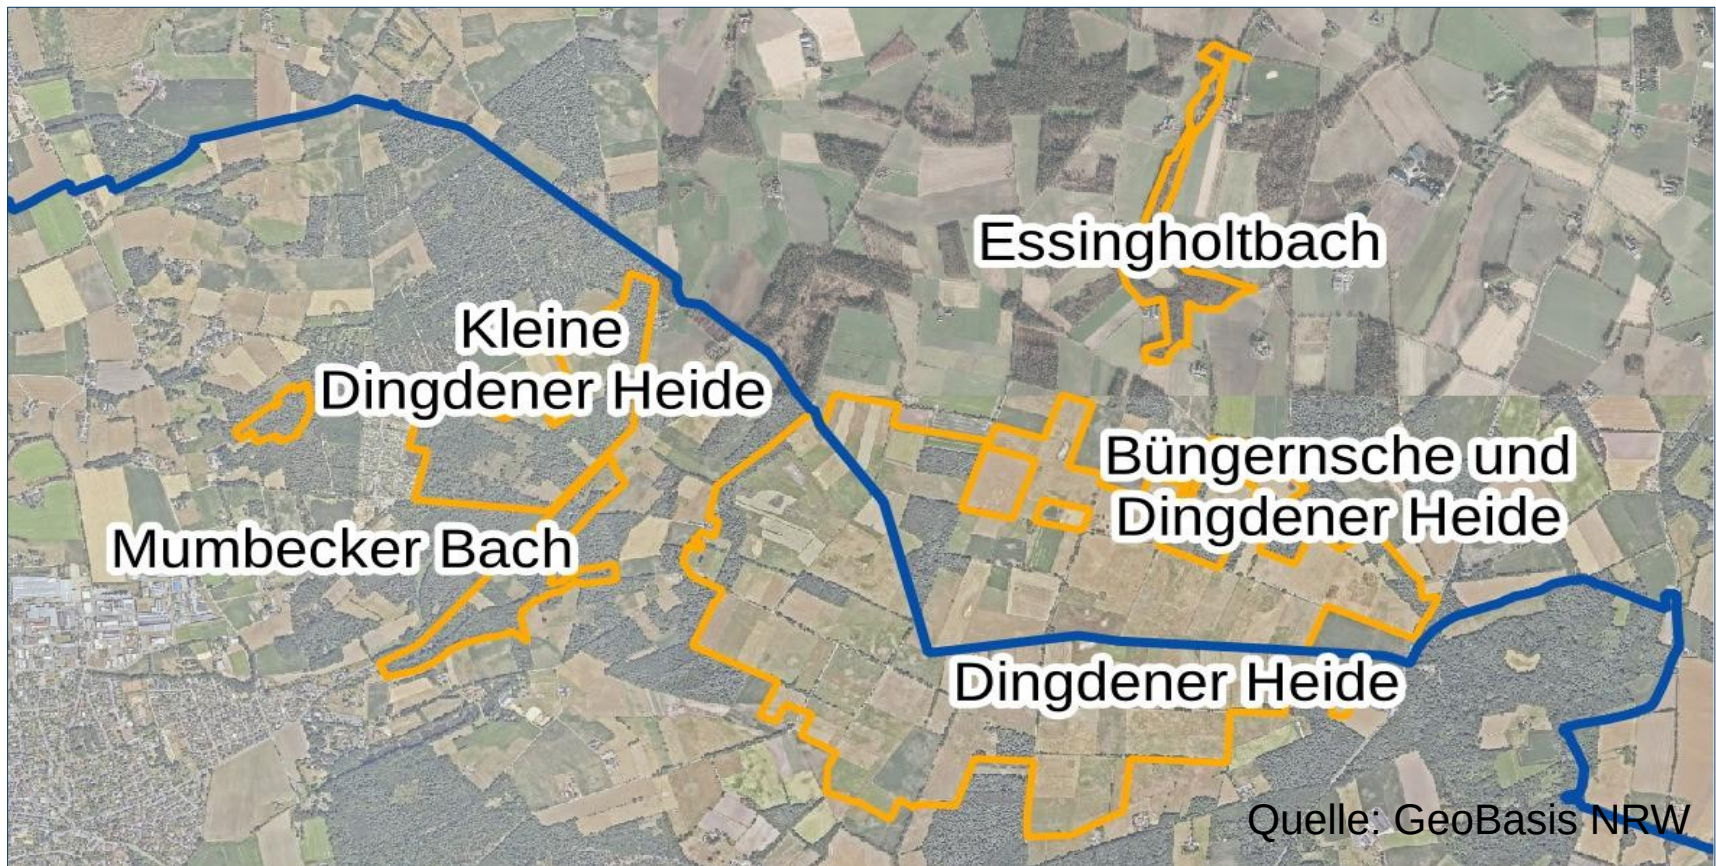 Essingholtbach
Kleine
Dingdener Heide
Büngernsche und
Dingdener Heide
Mumbecker Bach
Dingdener Heide
Quelle: GeoBasis NRW